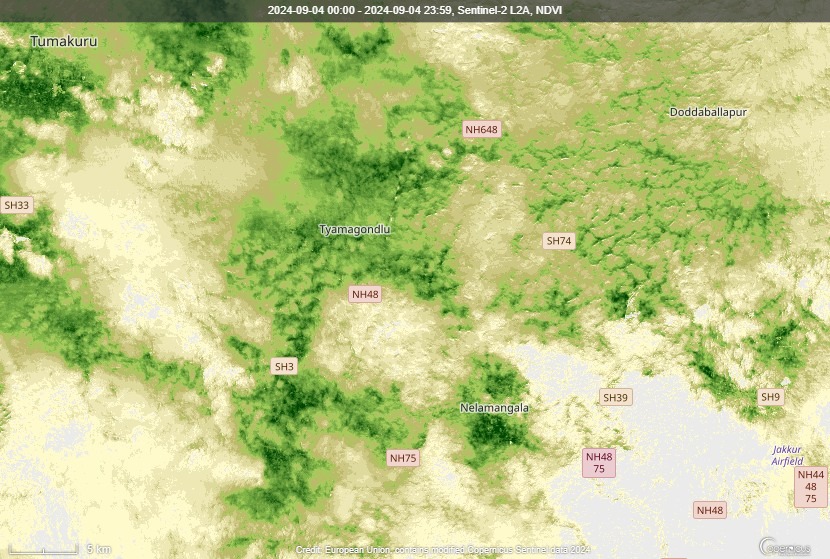 2024-09-04 00:00 - 2024-09-04 23:59, Sentinel-2 L2A, NDVI
Tumakuru
Doddaballapur
NH648
SH33
Tyamagondlu
SH74
NH48
SH3
SH39
SH9
Nelamangala
NH75
NH48
75
Jakkur
Airfield
NH44
48
75
NH48
5 km
Credit: European Union, contains modified Copernicus Sentinel data 2024
opernicus